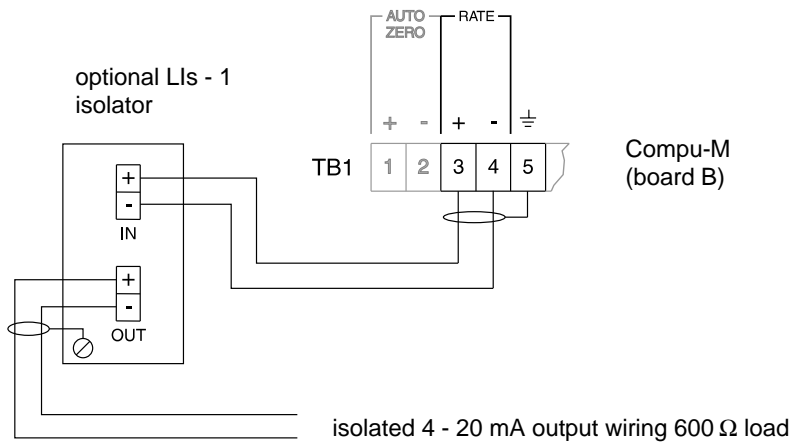 AUTO
ZERO
RATE
optional LIs - 1
isolator
+ - + -
TB1 1 2 3 4 5
Compu-M
(board B)
+
-
IN
+
-
OUT
isolated 4 - 20 mA output wiring 600 Ω load